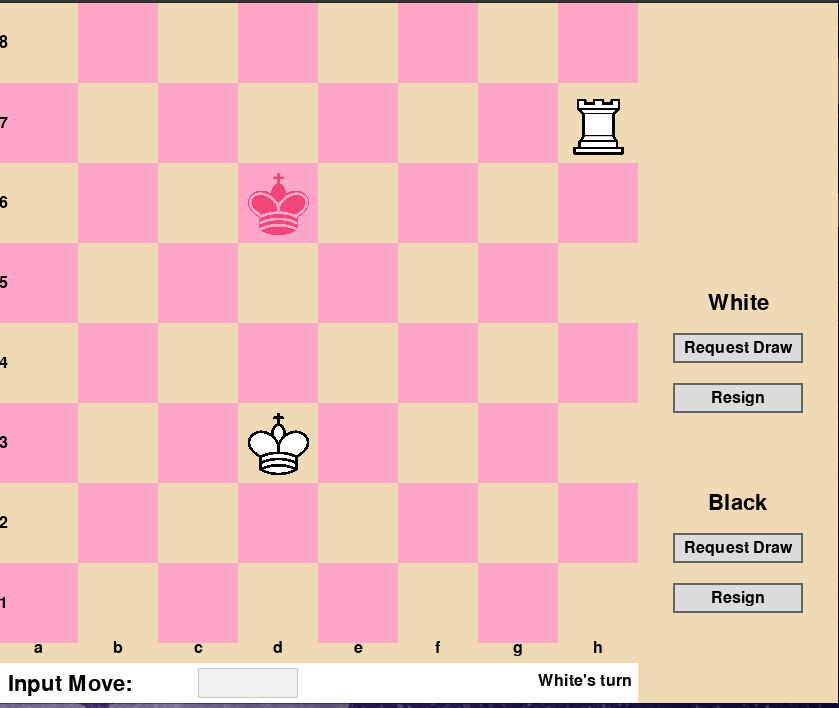 8
7
6
5
4
3
2
1
a b c d e f g h
White
Request Draw
Resign
Black
Request Draw
Resign
Input Move:
White's turn